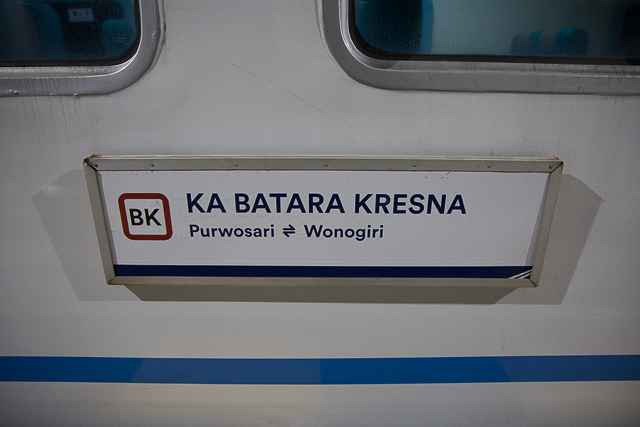 BK
KA BATARA KRESNA
Purwosari ⇌ Wonogiri